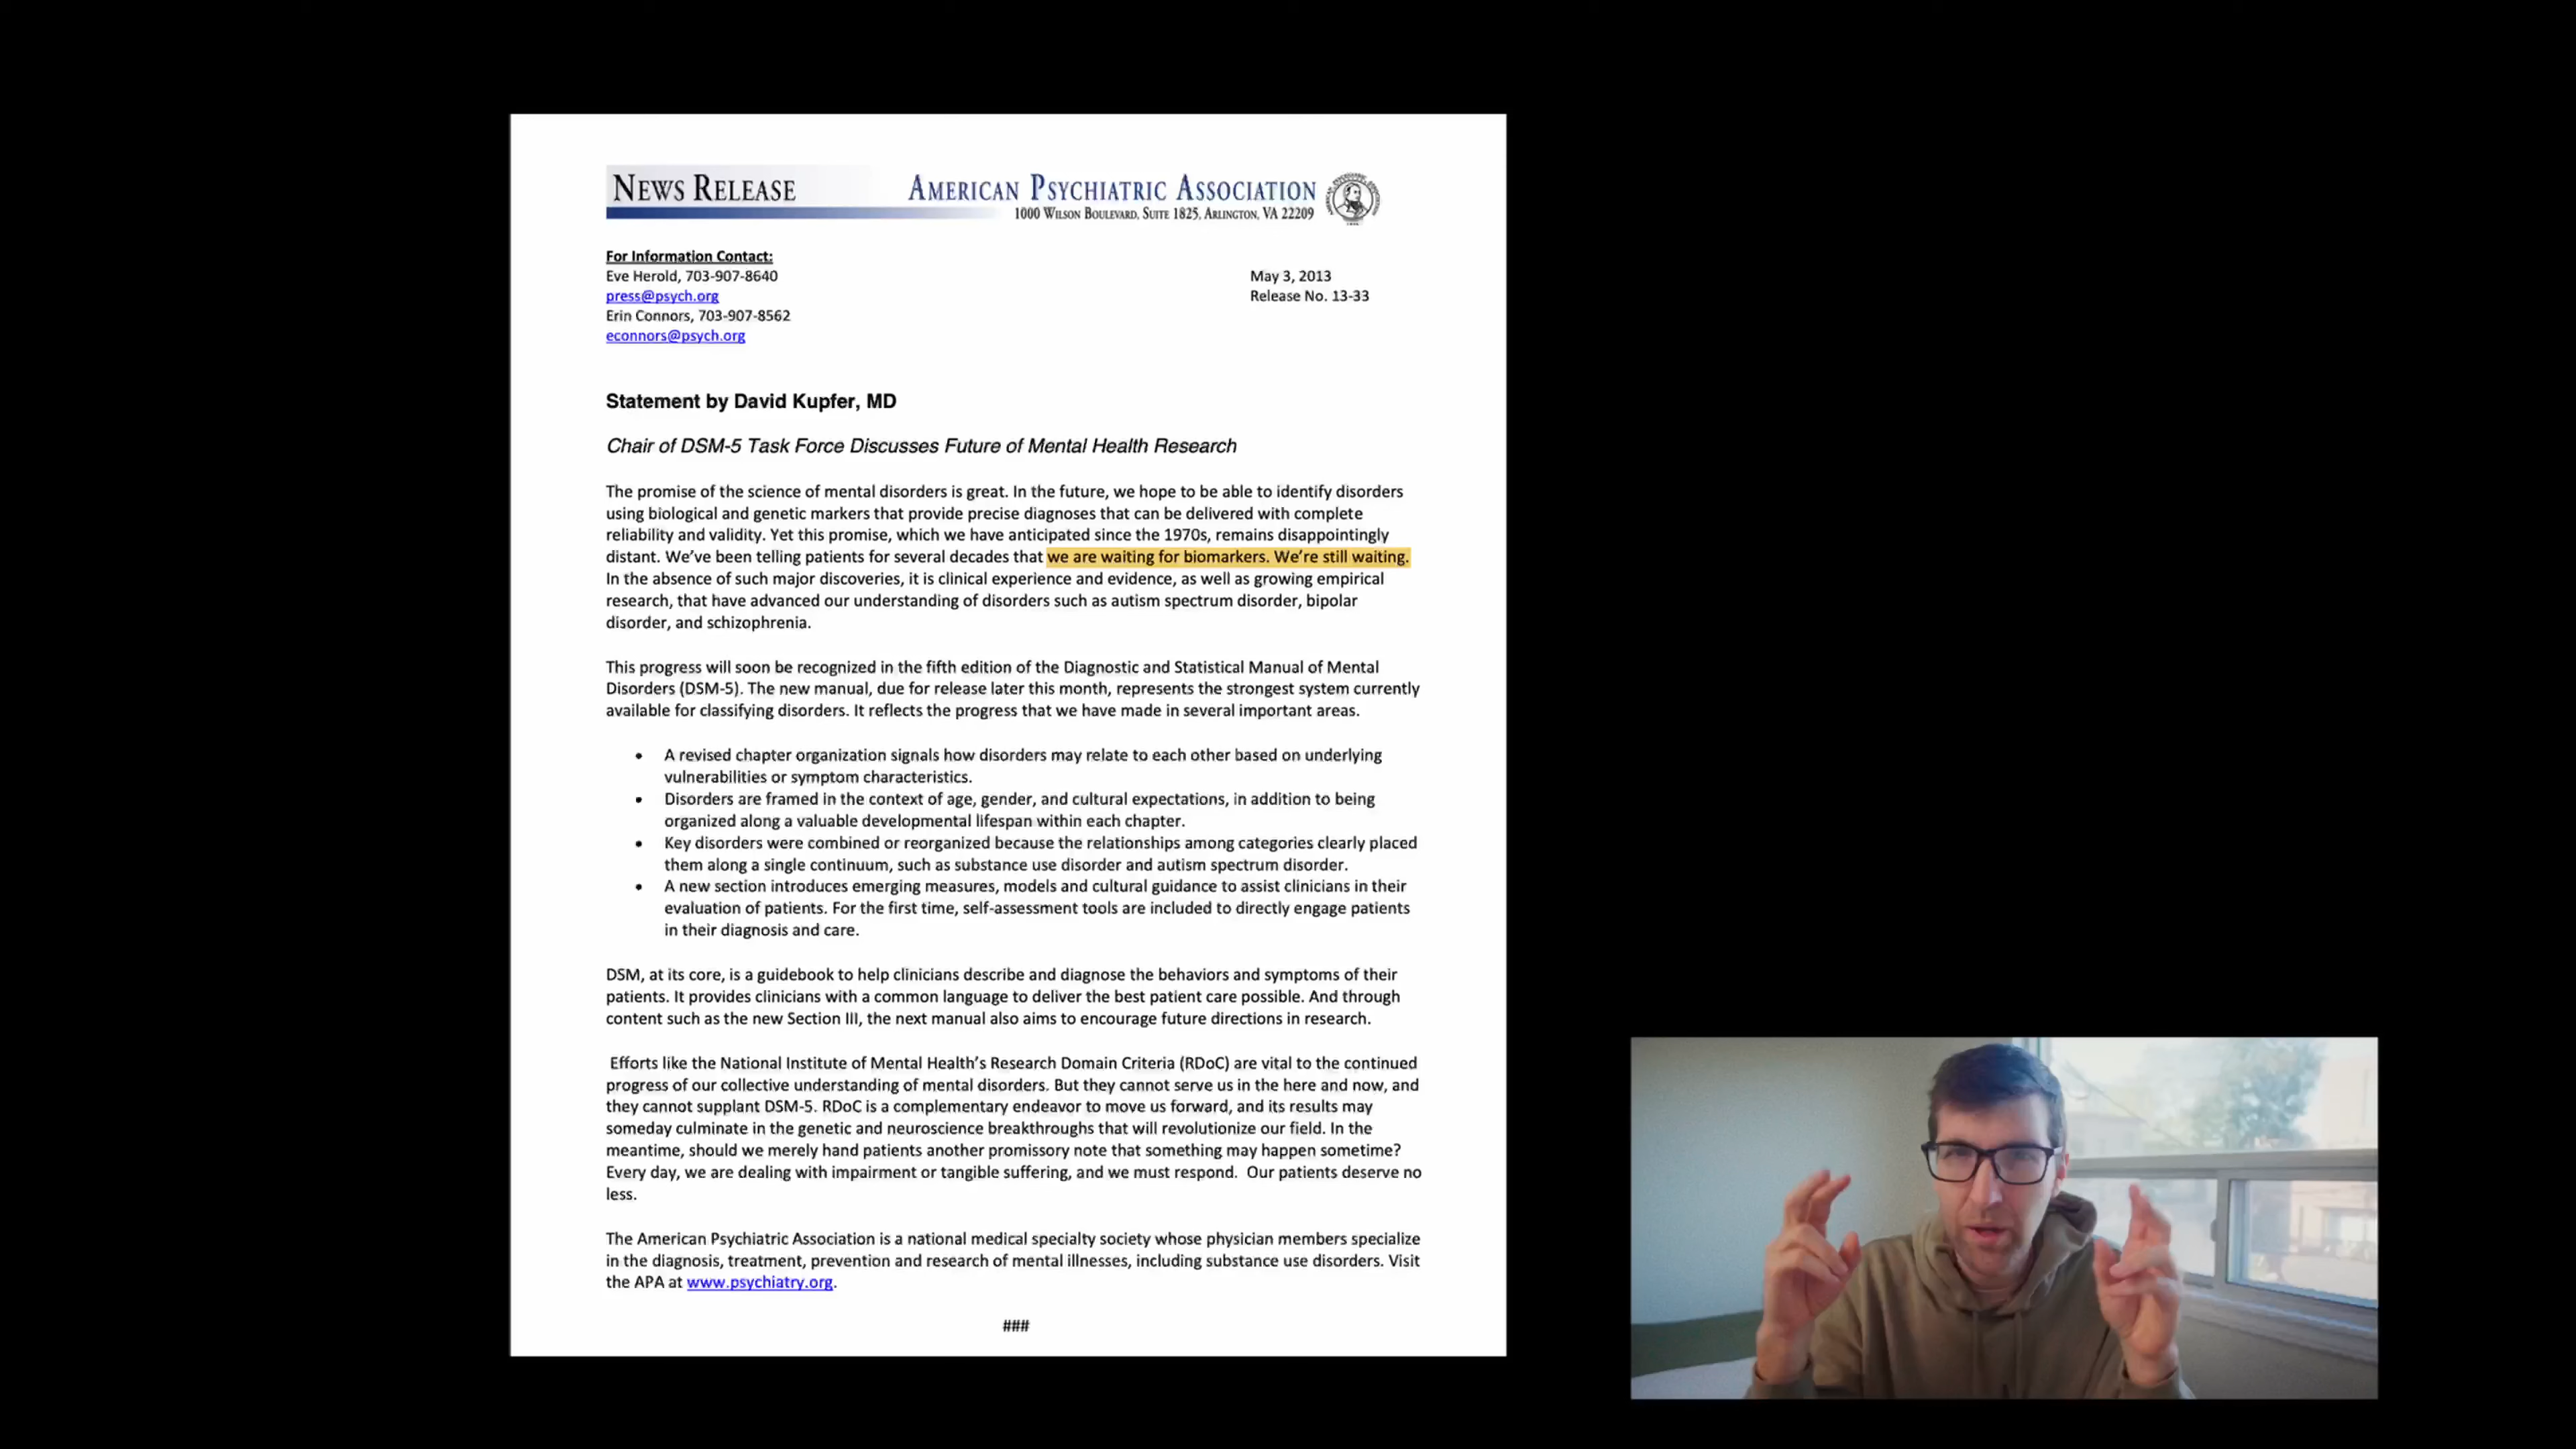 NEWS RELEASE
AMERICAN PSYCHIATRIC ASSOCIATION
1000 WILSON BOULEVARD, SUITE 1825, ARLINGTON, VA 22209
For Information Contact:
Eve Herold, 703-907-8640
May 3, 2013
press@psych.org
Release No. 13-33
Erin Connors, 703-907-8562
econnors@psych.org
Statement by David Kupfer, MD
Chair of DSM-5 Task Force Discusses Future of Mental Health Research
The promise of the science of mental disorders is great. In the future, we hope to be able to identify disorders
using biological and genetic markers that provide precise diagnoses that can be delivered with complete
reliability and validity. Yet this promise, which we have anticipated since the 1970s, remains disappointingly
distant. We’ve been telling patients for several decades that we are waiting for biomarkers. We’re still waiting.
In the absence of such major discoveries, it is clinical experience and evidence, as well as growing empirical
research, that have advanced our understanding of disorders such as autism spectrum disorder, bipolar
disorder, and schizophrenia.
This progress will soon be recognized in the fifth edition of the Diagnostic and Statistical Manual of Mental
Disorders (DSM-5). The new manual, due for release later this month, represents the strongest system currently
available for classifying disorders. It reflects the progress that we have made in several important areas.
• A revised chapter organization signals how disorders may relate to each other based on underlying
vulnerabilities or symptom characteristics.
• Disorders are framed in the context of age, gender, and cultural expectations, in addition to being
organized along a valuable developmental lifespan within each chapter.
• Key disorders were combined or reorganized because the relationships among categories clearly placed
them along a single continuum, such as substance use disorder and autism spectrum disorder.
• A new section introduces emerging measures, models and cultural guidance to assist clinicians in their
evaluation of patients. For the first time, self-assessment tools are included to directly engage patients
in their diagnosis and care.
DSM, at its core, is a guidebook to help clinicians describe and diagnose the behaviors and symptoms of their
patients. It provides clinicians with a common language to deliver the best patient care possible. And through
content such as the new Section III, the next manual also aims to encourage future directions in research.
Efforts like the National Institute of Mental Health’s Research Domain Criteria (RDoC) are vital to the continued
progress of our collective understanding of mental disorders. But they cannot serve us in the here and now, and
they cannot supplant DSM-5. RDoC is a complementary endeavor to move us forward, and its results may
someday culminate in the genetic and neuroscience breakthroughs that will revolutionize our field. In the
meantime, should we merely hand patients another promissory note that something may happen sometime?
Every day, we are dealing with impairment or tangible suffering, and we must respond. Our patients deserve no
less.
The American Psychiatric Association is a national medical specialty society whose physician members specialize
in the diagnosis, treatment, prevention and research of mental illnesses, including substance use disorders. Visit
the APA at www.psychiatry.org.
###